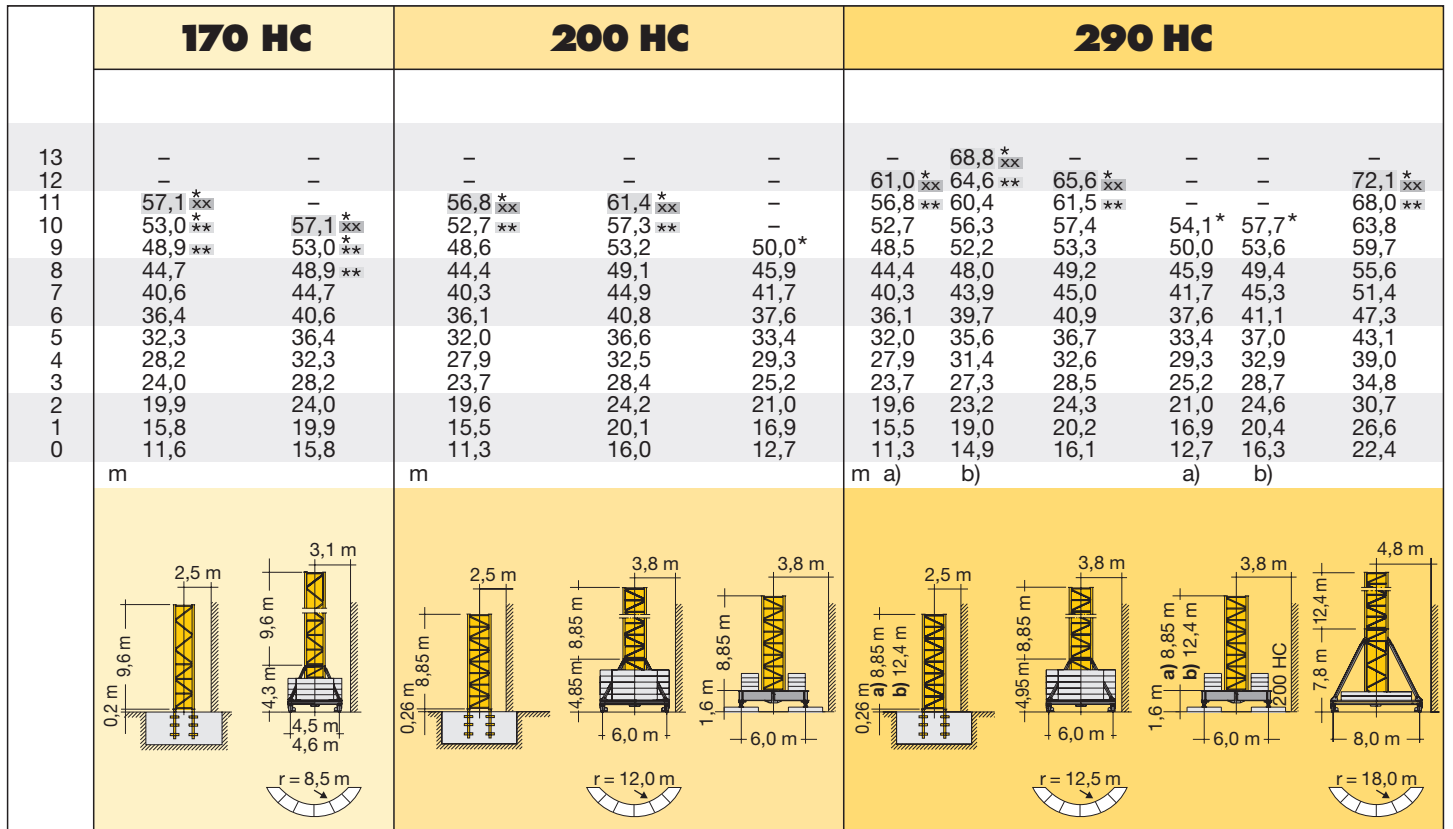 170 HC 200 HC 290 HC
13 – – – – – – 68,8 * xx – – – –
12 – – – – – 61,0 * xx 64,6 ** 65,6 * xx – – 72,1 * xx
11 57,1 * xx – 56,8 * xx 61,4 * xx – 56,8 ** 60,4 61,5 ** – – 68,0 **
10 53,0 * ** 57,1 * xx 52,7 ** 57,3 ** – 52,7 56,3 57,4 54,1* 57,7* 63,8
9 48,9 ** 53,0 * ** 48,6 53,2 50,0* 48,5 52,2 53,3 50,0 53,6 59,7
8 44,7 48,9 ** 44,4 49,1 45,9 44,4 48,0 49,2 45,9 49,4 55,6
7 40,6 44,7 40,3 44,9 41,7 40,3 43,9 45,0 41,7 45,3 51,4
6 36,4 40,6 36,1 40,8 37,6 36,1 39,7 40,9 37,6 41,1 47,3
5 32,3 36,4 32,0 36,6 33,4 32,0 35,6 36,7 33,4 37,0 43,1
4 28,2 32,3 27,9 32,5 29,3 27,9 31,4 32,6 29,3 32,9 39,0
3 24,0 28,2 23,7 28,4 25,2 23,7 27,3 28,5 25,2 28,7 34,8
2 19,9 24,0 19,6 24,2 21,0 19,6 23,2 24,3 21,0 24,6 30,7
1 15,8 19,9 15,5 20,1 16,9 15,5 19,0 20,2 16,9 20,4 26,6
0 11,6 15,8 11,3 16,0 12,7 11,3 14,9 16,1 12,7 16,3 22,4
m m m a) b) a) b)
2,5 m
9,6 m
0,2 m
3,1 m
9,6 m
4,3 m
4,5 m
4,6 m
r = 8,5 m
2,5 m
8,85 m
0,26 m
3,8 m
8,85 m
4,85 m
6,0 m
r = 12,0 m
3,8 m
8,85 m
1,6 m
6,0 m
2,5 m
a) 8,85 m
b) 12,4 m
0,26 m
3,8 m
8,85 m
4,95 m
6,0 m
r = 12,5 m
3,8 m
a) 8,85 m
b) 12,4 m
1,6 m
200 HC
6,0 m
4,8 m
12,4 m
7,8 m
8,0 m
r = 18,0 m